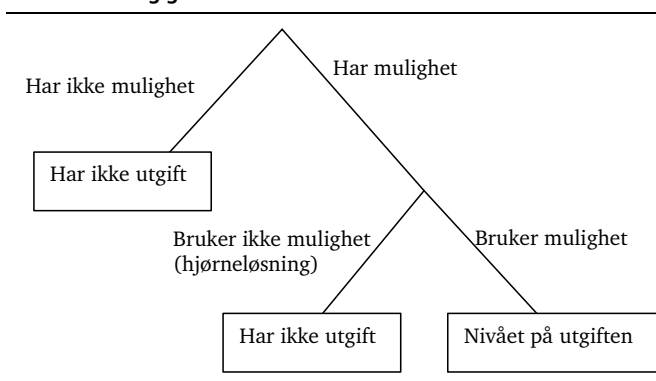 Har mulighet
Har ikke mulighet
Har ikke utgift
Bruker ikke mulighet
(hjørneløsning)
Bruker mulighet
Har ikke utgift
Nivået på utgiften